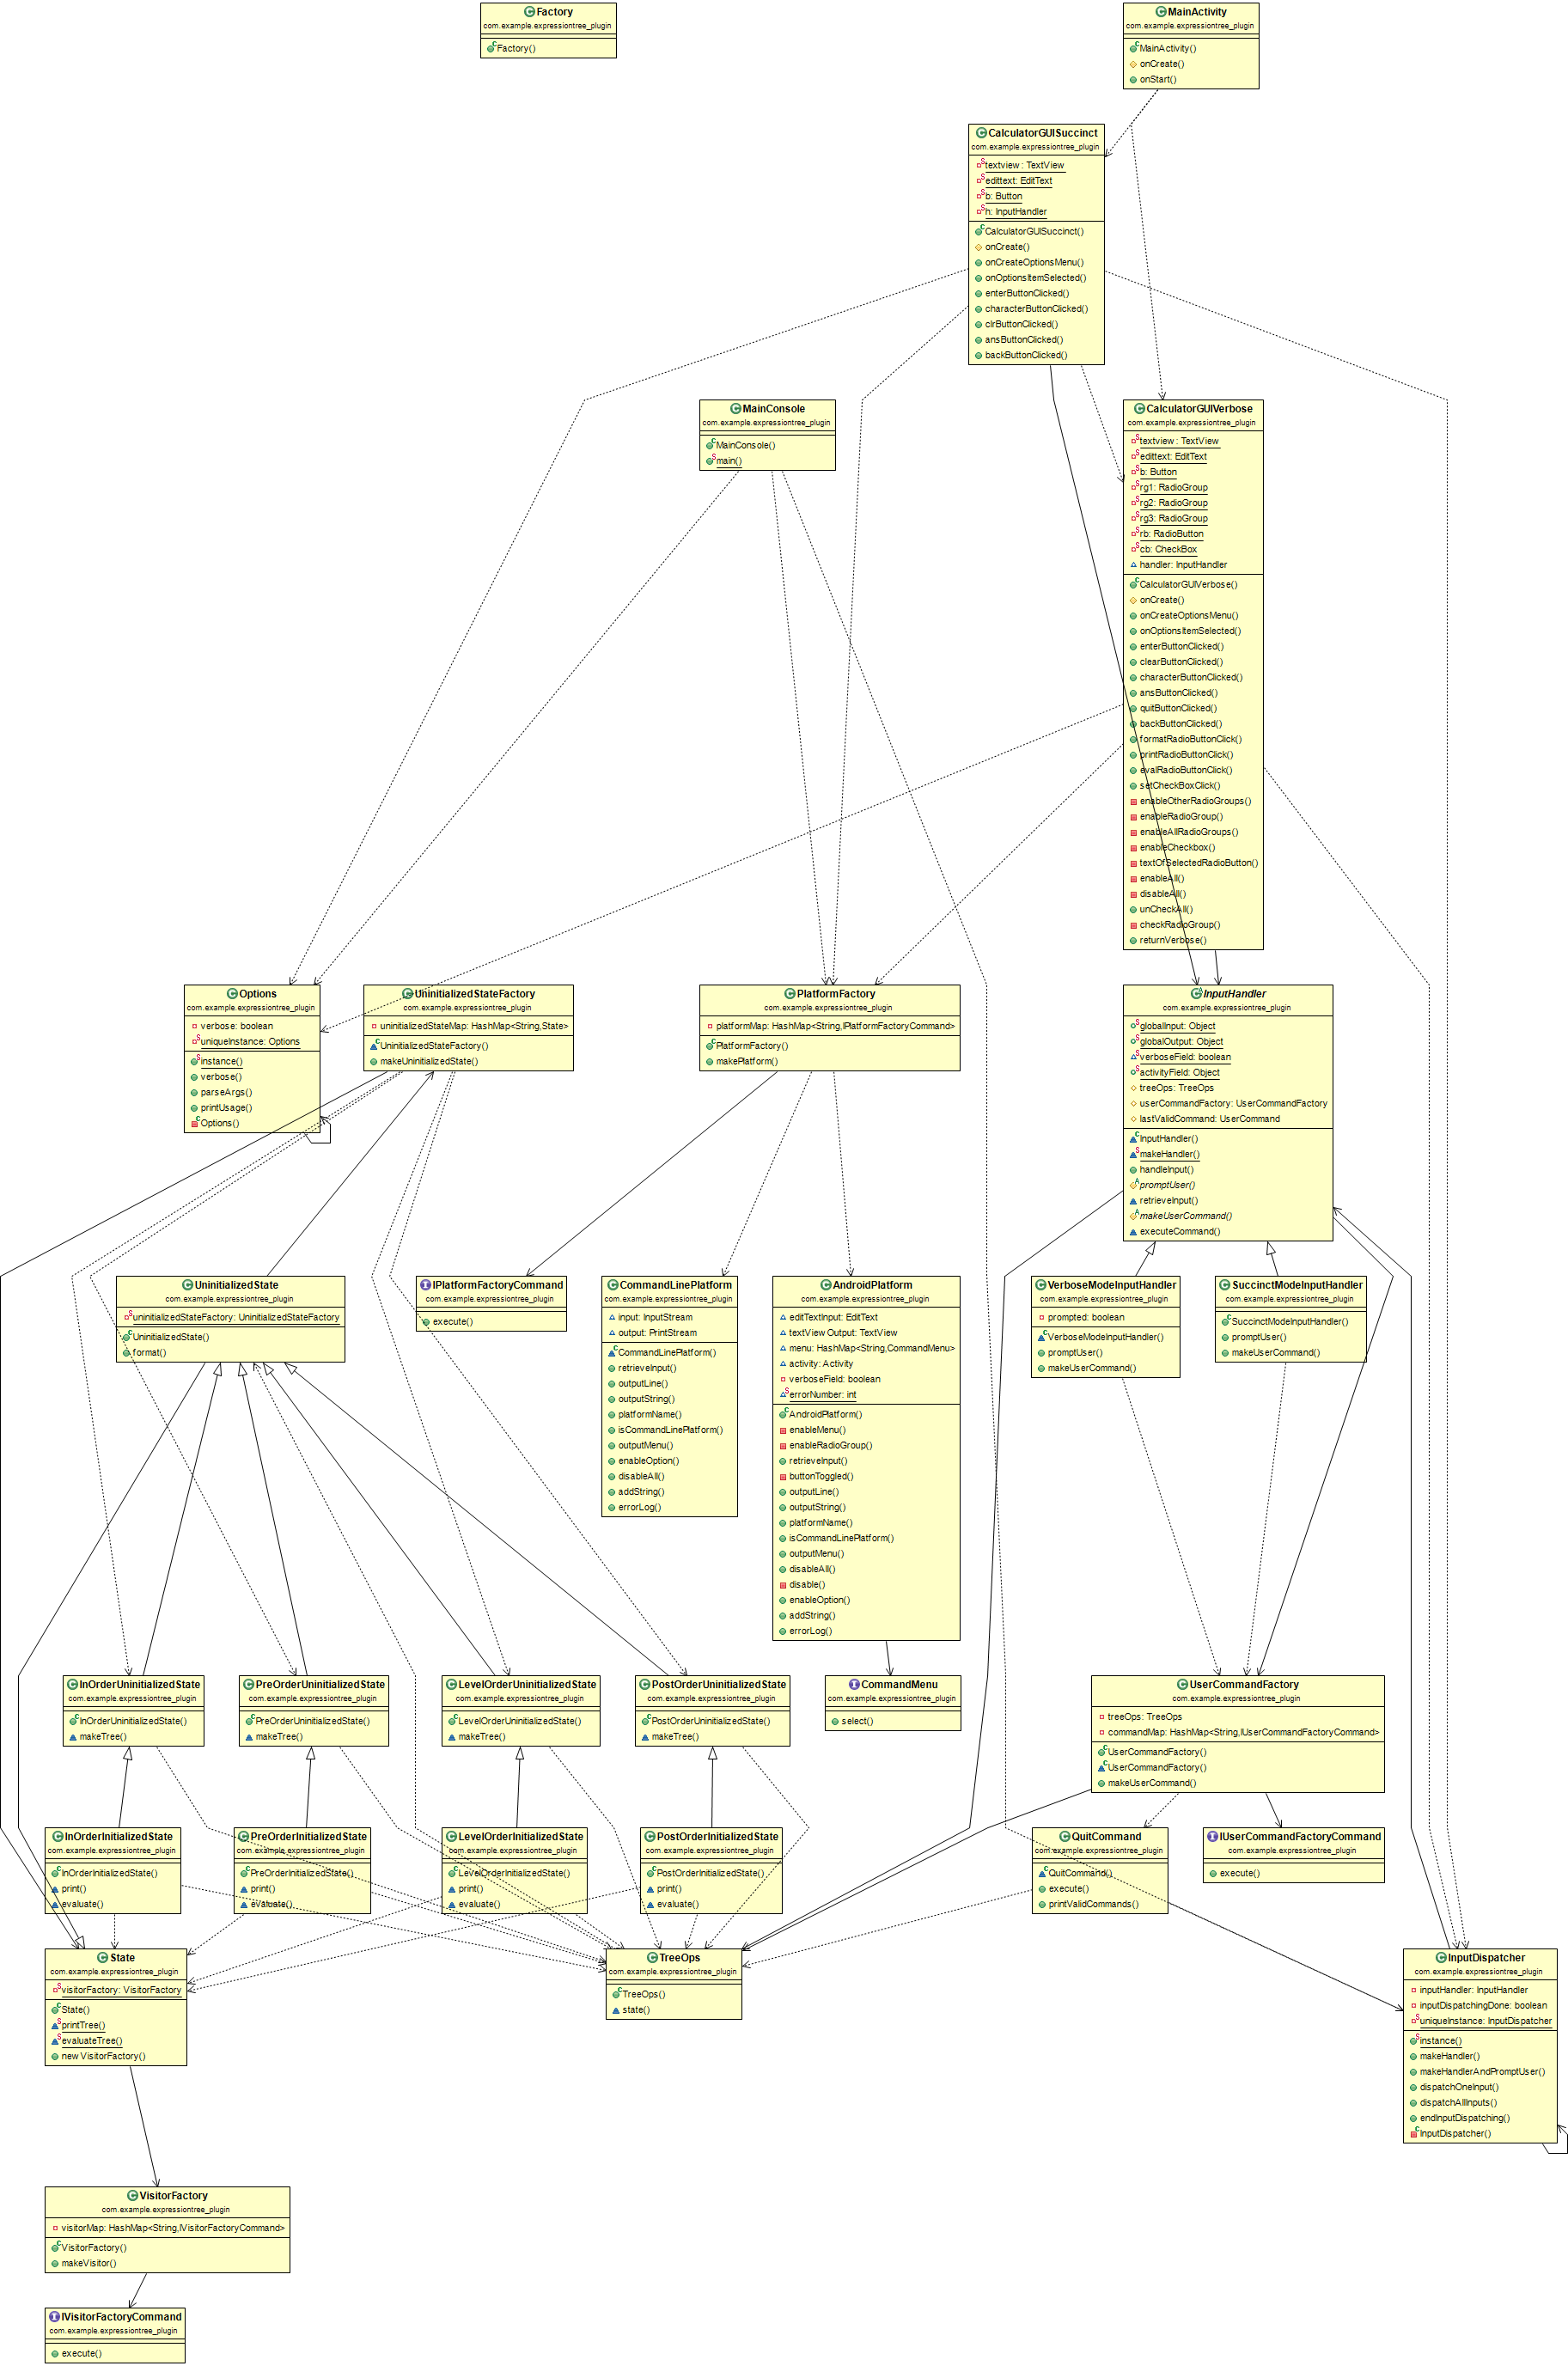 Factory
com.example.expressiontree_plugin
Factory()
MainActivity
com.example.expressiontree_plugin
MainActivity()
onCreate()
onStart()
CalculatorGUISuccinct
com.example.expressiontree_plugin
textview : TextView
edittext: EditText
b: Button
h: InputHandler
CalculatorGUISuccinct()
onCreate()
onCreateOptionsMenu()
onOptionsItemSelected()
enterButtonClicked()
characterButtonClicked()
clrButtonClicked()
ansButtonClicked()
backButtonClicked()
MainConsole
com.example.expressiontree_plugin
MainConsole()
main()
CalculatorGUIVerbose
com.example.expressiontree_plugin
textview : TextView
edittext: EditText
b: Button
rg1: RadioGroup
rg2: RadioGroup
rg3: RadioGroup
rb: RadioButton
cb: CheckBox
handler: InputHandler
CalculatorGUIVerbose()
onCreate()
onCreateOptionsMenu()
onOptionsItemSelected()
enterButtonClicked()
clearButtonClicked()
characterButtonClicked()
ansButtonClicked()
quitButtonClicked()
backButtonClicked()
formatRadioButtonClick()
printRadioButtonClick()
evalRadioButtonClick()
setCheckBoxClick()
enableOtherRadioGroups()
enableRadioGroup()
enableAllRadioGroups()
enableCheckbox()
textOfSelectedRadioButton()
enableAll()
disableAll()
unCheckAll()
checkRadioGroup()
returnVerbose()
Options
com.example.expressiontree_plugin
verbose: boolean
uniqueInstance: Options
instance()
verbose()
parseArgs()
printUsage()
Options()
UninitializedStateFactory
com.example.expressiontree_plugin
uninitializedStateMap: HashMap<String,State>
UninitializedStateFactory()
makeUninitializedState()
PlatformFactory
com.example.expressiontree_plugin
platformMap: HashMap<String,IPlatformFactoryCommand>
PlatformFactory()
makePlatform()
InputHandler
com.example.expressiontree_plugin
globalInput: Object
globalOutput: Object
verboseField: boolean
activityField: Object
treeOps: TreeOps
userCommandFactory: UserCommandFactory
lastValidCommand: UserCommand
InputHandler()
makeHandler()
handleInput()
promptUser()
retrieveInput()
makeUserCommand()
executeCommand()
UninitializedState
com.example.expressiontree_plugin
uninitializedStateFactory: UninitializedStateFactory
UninitializedState()
format()
IPlatformFactoryCommand
com.example.expressiontree_plugin
execute()
CommandLinePlatform
com.example.expressiontree_plugin
input: InputStream
output: PrintStream
CommandLinePlatform()
retrieveInput()
outputLine()
outputString()
platformName()
isCommandLinePlatform()
outputMenu()
enableOption()
disableAll()
addString()
errorLog()
AndroidPlatform
com.example.expressiontree_plugin
editTextInput: EditText
textView Output: TextView
menu: HashMap<String,CommandMenu>
activity: Activity
verboseField: boolean
errorNumber: int
AndroidPlatform()
enableMenu()
enableRadioGroup()
retrieveInput()
buttonToggled()
outputLine()
outputString()
platformName()
isCommandLinePlatform()
outputMenu()
disableAll()
disable()
enableOption()
addString()
errorLog()
VerboseModeInputHandler
com.example.expressiontree_plugin
prompted: boolean
VerboseModeInputHandler()
promptUser()
makeUserCommand()
SuccinctModeInputHandler
com.example.expressiontree_plugin
SuccinctModeInputHandler()
promptUser()
makeUserCommand()
InOrderUninitializedState
com.example.expressiontree_plugin
InOrderUninitializedState()
makeTree()
PreOrderUninitializedState
com.example.expressiontree_plugin
PreOrderUninitializedState()
makeTree()
LevelOrderUninitializedState
com.example.expressiontree_plugin
LevelOrderUninitializedState()
makeTree()
PostOrderUninitializedState
com.example.expressiontree_plugin
PostOrderUninitializedState()
makeTree()
CommandMenu
com.example.expressiontree_plugin
select()
UserCommandFactory
com.example.expressiontree_plugin
treeOps: TreeOps
commandMap: HashMap<String,IUserCommandFactoryCommand>
UserCommandFactory()
UserCommandFactory()
makeUserCommand()
InOrderInitializedState
com.example.expressiontree_plugin
InOrderInitializedState()
print()
evaluate()
PreOrderInitializedState
com.example.expressiontree_plugin
PreOrderInitializedState()
print()
evaluate()
LevelOrderInitializedState
com.example.expressiontree_plugin
LevelOrderInitializedState()
print()
evaluate()
PostOrderInitializedState
com.example.expressiontree_plugin
PostOrderInitializedState()
print()
evaluate()
QuitCommand
com.example.expressiontree_plugin
QuitCommand()
execute()
printValidCommands()
IUserCommandFactoryCommand
com.example.expressiontree_plugin
execute()
State
com.example.expressiontree_plugin
visitorFactory: VisitorFactory
State()
printTree()
evaluateTree()
new VisitorFactory()
TreeOps
com.example.expressiontree_plugin
TreeOps()
state()
InputDispatcher
com.example.expressiontree_plugin
inputHandler: InputHandler
inputDispatchingDone: boolean
uniqueInstance: InputDispatcher
instance()
makeHandler()
makeHandlerAndPromptUser()
dispatchOneInput()
dispatchAllInputs()
endInputDispatching()
InputDispatcher()
VisitorFactory
com.example.expressiontree_plugin
visitorMap: HashMap<String,IVisitorFactoryCommand>
VisitorFactory()
makeVisitor()
IVisitorFactoryCommand
com.example.expressiontree_plugin
execute()